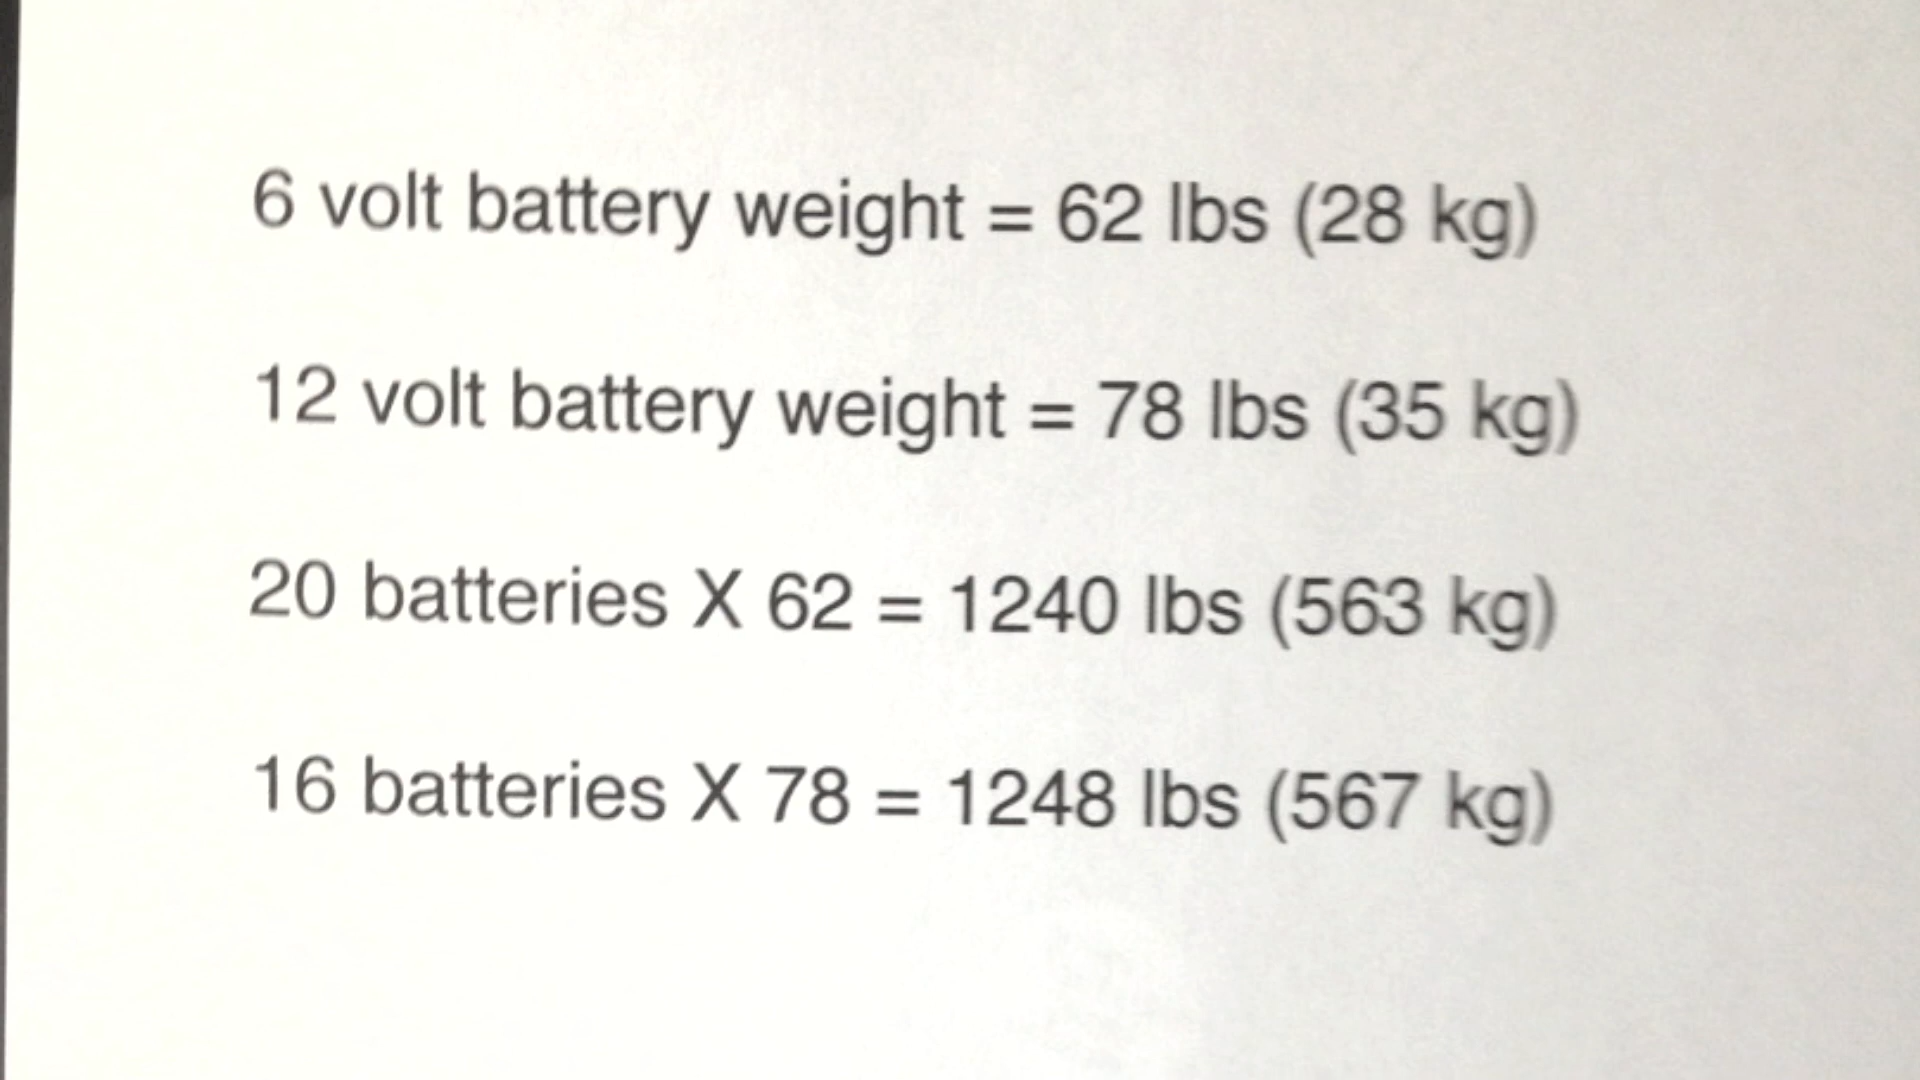 6 volt battery weight = 62 lbs (28 kg)
12 volt battery weight = 78 lbs (35 kg)
20 batteries X 62 = 1240 lbs (563 kg)
16 batteries X 78 = 1248 lbs (567 kg)